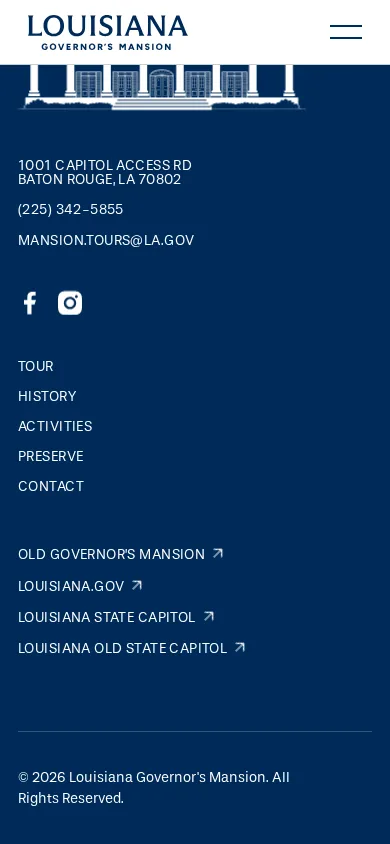 LOUISIANA
GOVERNOR'S MANSION
1001 CAPITOL ACCESS RD
BATON ROUGE, LA 70802
(225) 342-5855
MANSION.TOURS@LA.GOV
TOUR
HISTORY
ACTIVITIES
PRESERVE
CONTACT
OLD GOVERNOR'S MANSION
LOUISIANA.GOV
LOUISIANA STATE CAPITOL
LOUISIANA OLD STATE CAPITOL
© 2026 Louisiana Governor's Mansion. All
Rights Reserved.